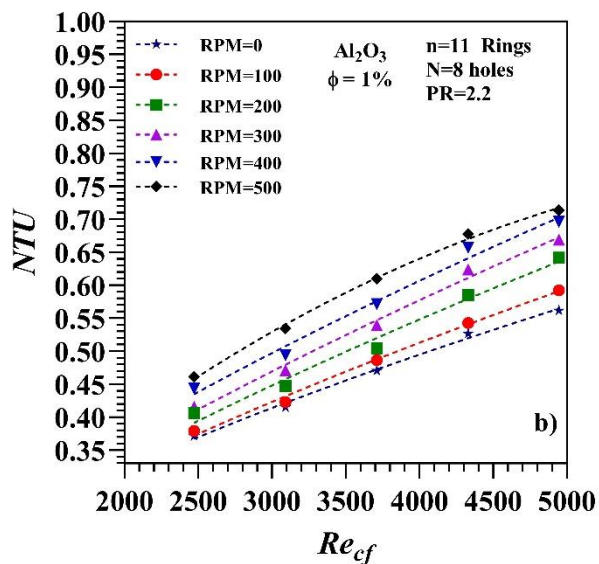 1.00
0.95
0.90
0.85
0.80
0.75
0.70
0.65
0.60
0.55
0.50
0.45
0.40
0.35
NTU
RPM=0
RPM=100
RPM=200
RPM=300
RPM=400
RPM=500
Al₂O₃
ϕ = 1%
n=11 Rings
N=8 holes
PR=2.2
b)
2000 2500 3000 3500 4000 4500 5000
Re_cf